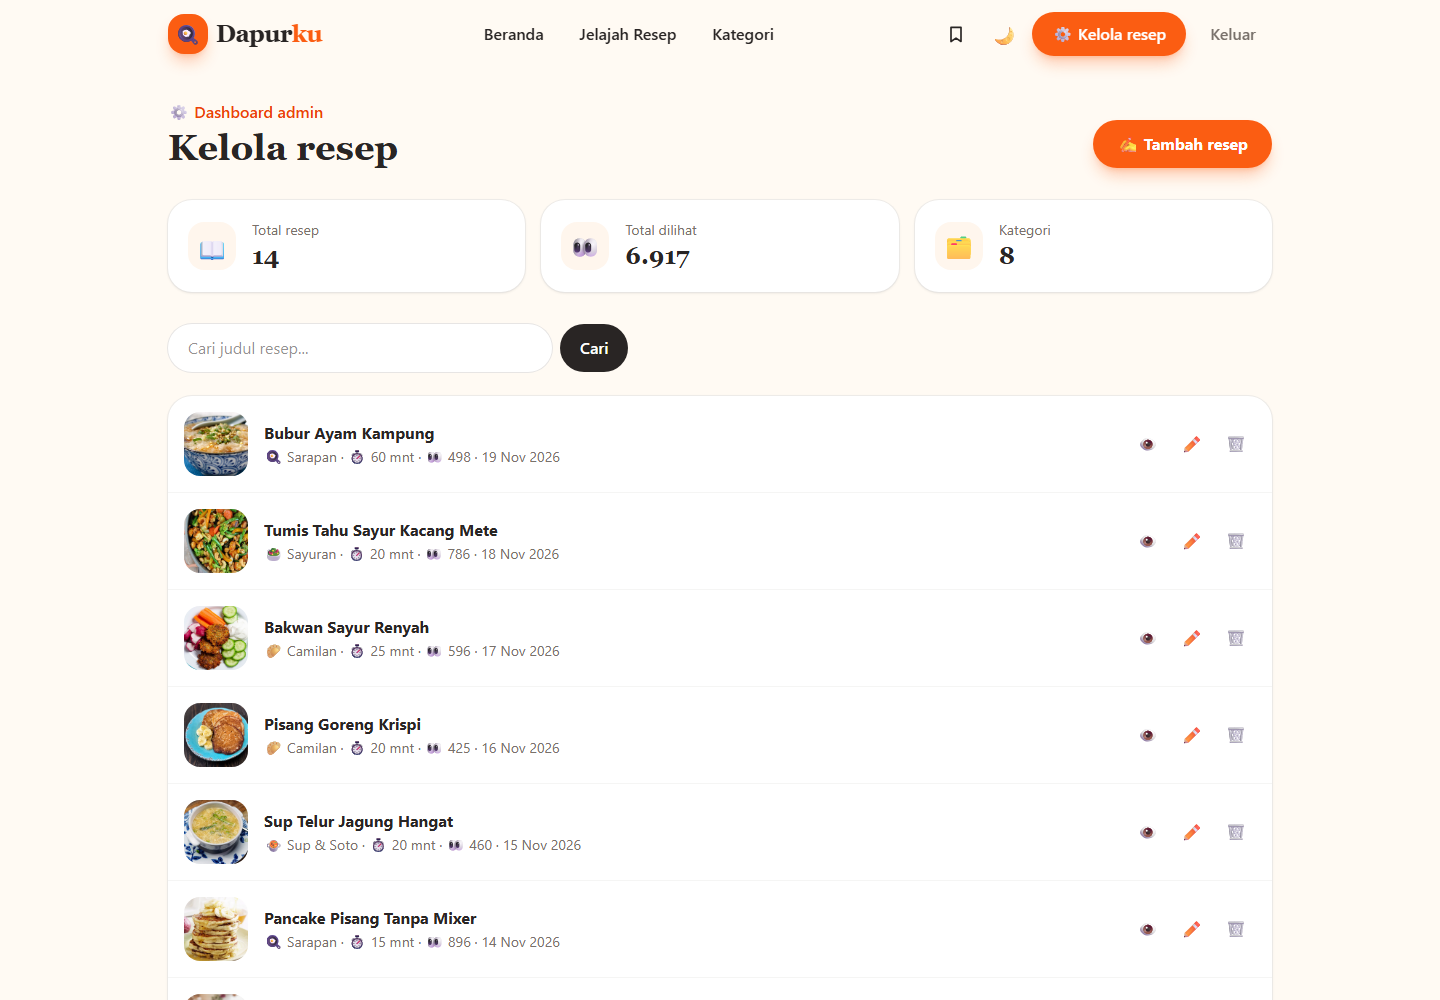 Dapurku
Beranda
Jelajah Resep
Kategori
Kelola resep
Keluar
Dashboard admin
Kelola resep
Tambah resep
Total resep
14
Total dilihat
6.917
Kategori
8
Cari judul resep...
Cari
Bubur Ayam Kampung
Sarapan · 60 mnt · 498 · 19 Nov 2026
Tumis Tahu Sayur Kacang Mete
Sayuran · 20 mnt · 786 · 18 Nov 2026
Bakwan Sayur Renyah
Camilan · 25 mnt · 596 · 17 Nov 2026
Pisang Goreng Krispi
Camilan · 20 mnt · 425 · 16 Nov 2026
Sup Telur Jagung Hangat
Sup & Soto · 20 mnt · 460 · 15 Nov 2026
Pancake Pisang Tanpa Mixer
Sarapan · 15 mnt · 896 · 14 Nov 2026